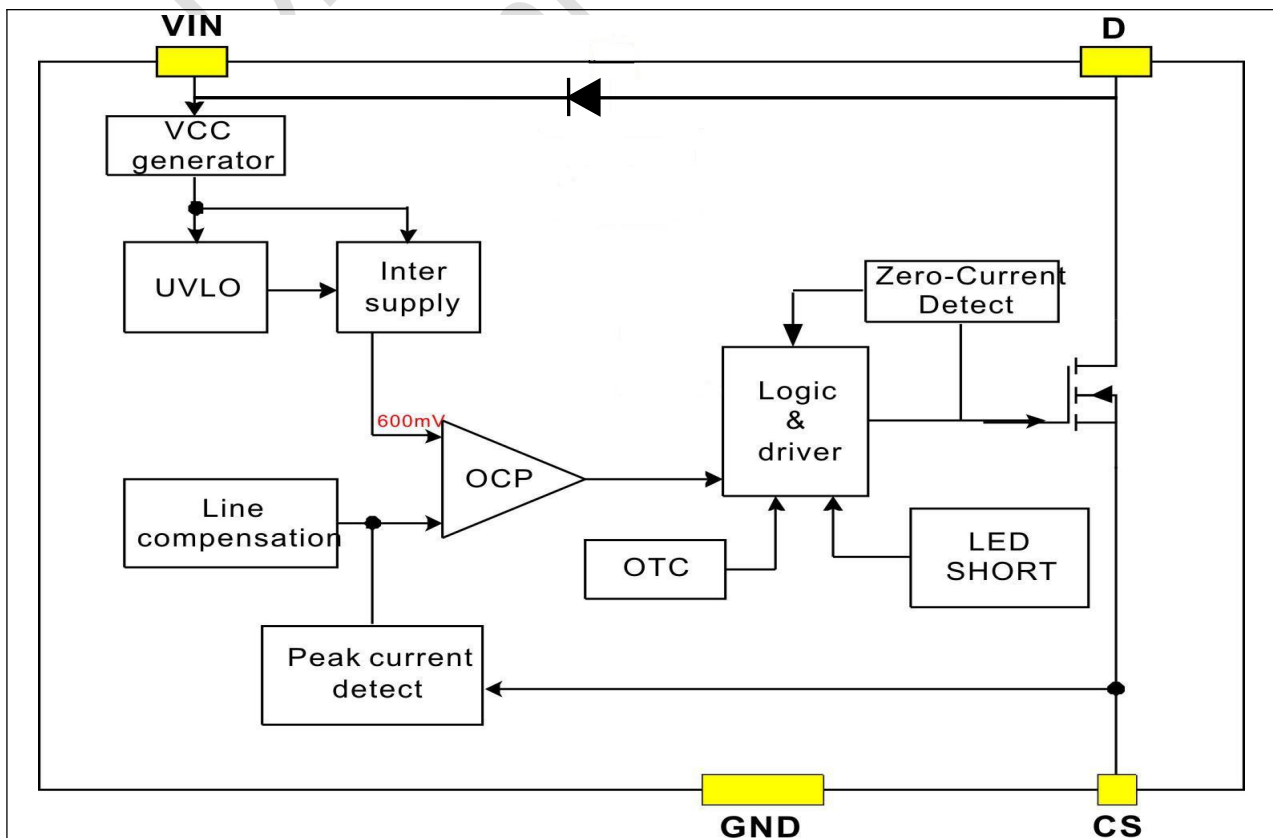 VIN
D
VCC
generator
UVLO
Inter
supply
Zero-Current
Detect
Logic
&
driver
600mV
OCP
Line
compensation
OTC
LED
SHORT
Peak current
detect
GND
CS